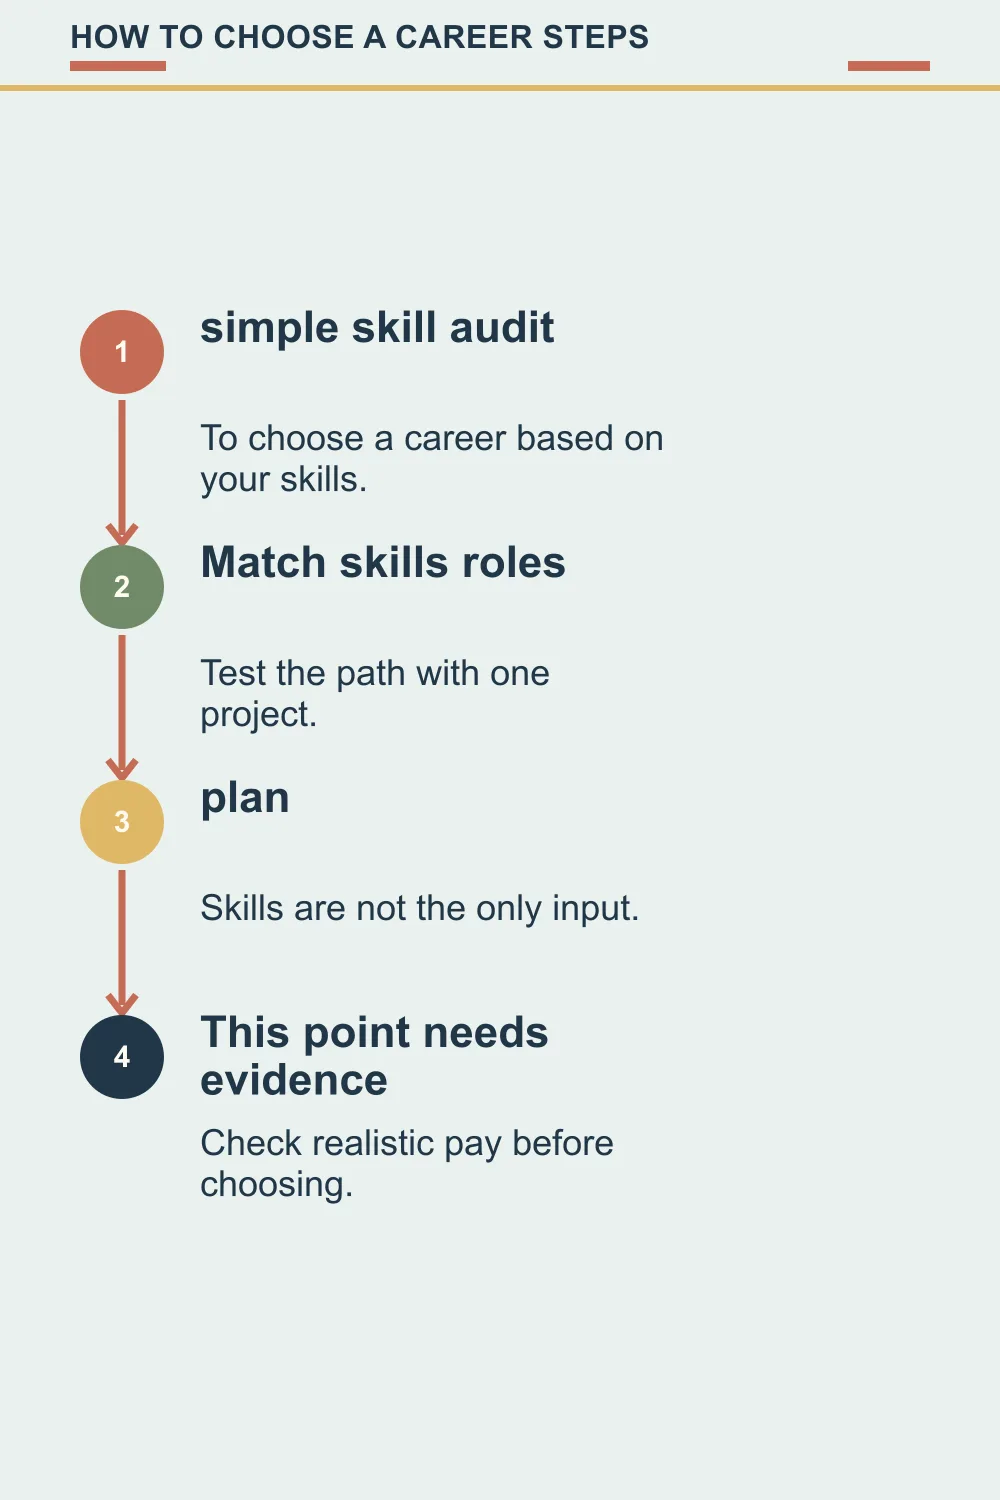 HOW TO CHOOSE A CAREER STEPS
1
simple skill audit
To choose a career based on
your skills.
2
Match skills roles
Test the path with one
project.
3
plan
Skills are not the only input.
4
This point needs
evidence
Check realistic pay before
choosing.